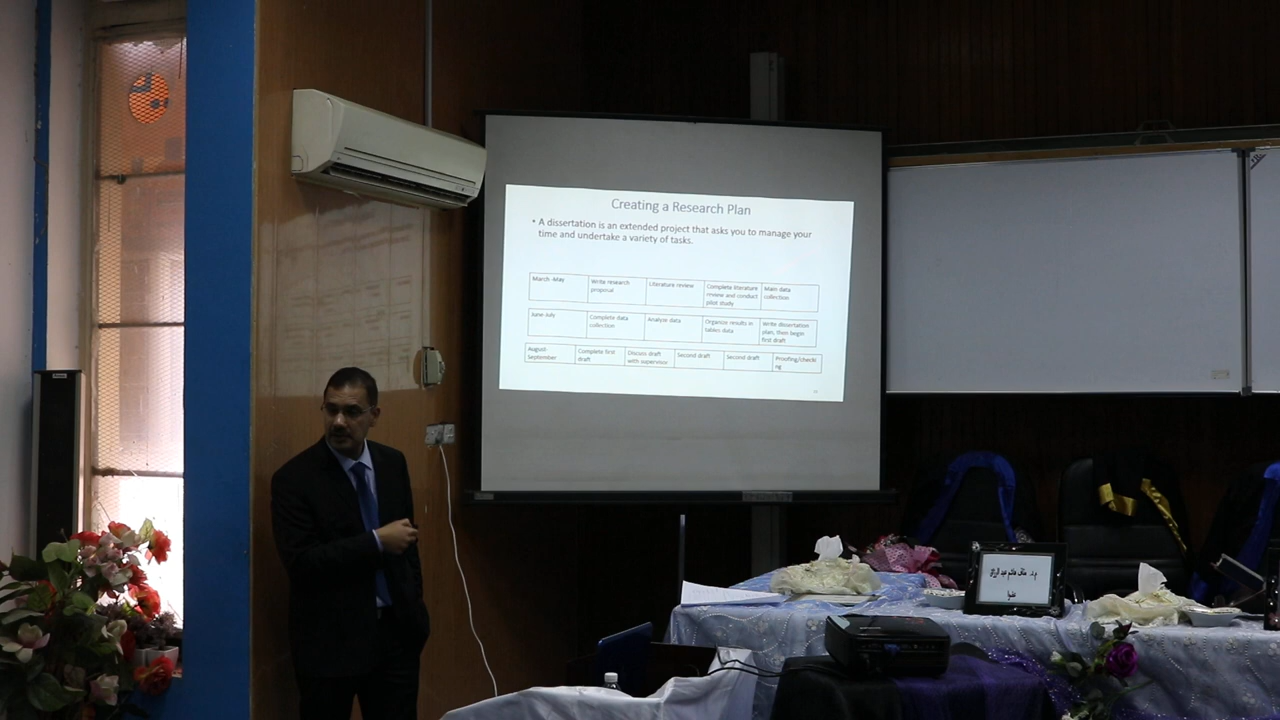 Creating a Research Plan
• A dissertation is an extended project that asks you to manage your
time and undertake a variety of tasks.
March -May
Write research
proposal
Literature review
Complete literature
review and conduct
pilot study
Main data
collection
June-July
Complete data
collection
Analyze data
Organize results in
tables data
Write dissertation
plan, then begin
first draft
August-
September
Complete first
draft
Discuss draft
with supervisor
Second draft
Second draft
Proofing/checki
ng
عضوا